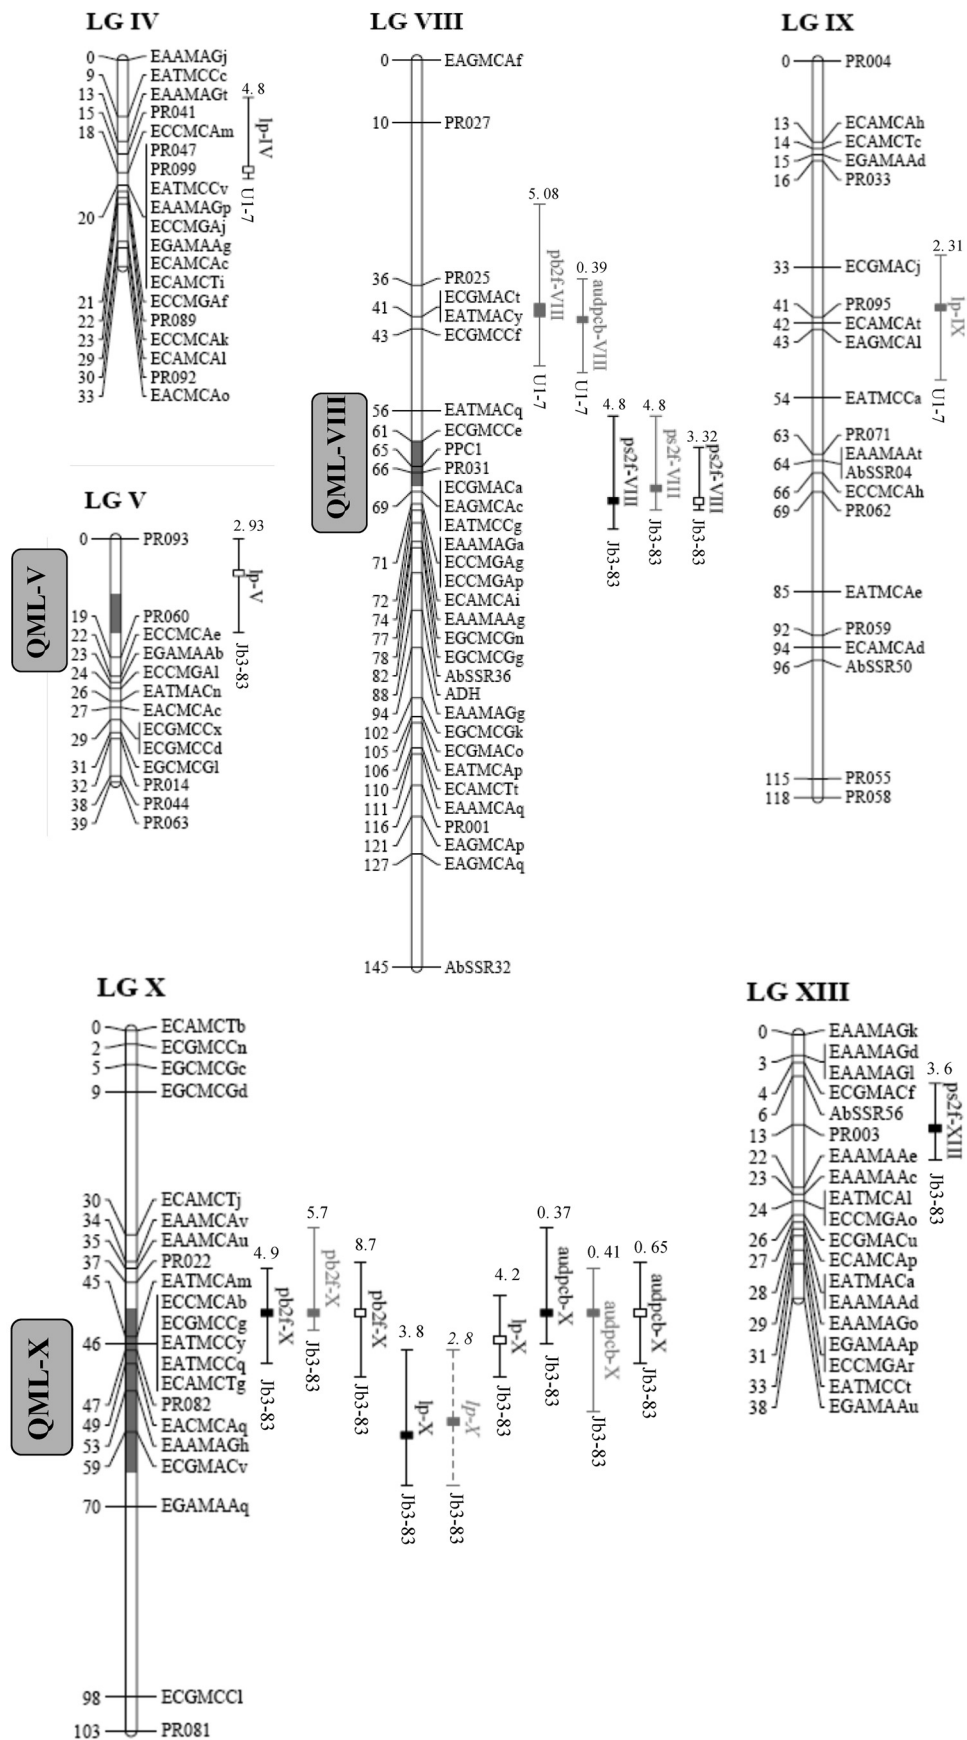 LG IV
0 EAAMAGj
9 EATMCCc
13 EAAMAGt
15 PR041
18 ECCMCAm
PR047
PR099
EATMCCv
EAAMAGp
20 ECCMGAj
EGAMAAg
ECAMCAc
ECAMCTi
21 ECCMGAf
22 PR089
23 ECCMCAk
29 ECAMCAl
30 PR092
33 EACMCAo
4.8
lp-IV
U1-7
LG V
0 PR093
19 PR060
22 ECCMCAe
23 EGAMAAb
24 ECCMGAl
26 EATMACn
27 EACMCAc
29 ECGMCCx
ECGMCCd
31 EGCMCGl
32 PR014
38 PR044
39 PR063
QML-V
2.93
lp-V
Jb3-83
LG VIII
0 EAGMCAf
10 PR027
36 PR025
41 ECGMACt
EATMACy
43 ECGMCCf
56 EATMACq
61 ECGMCCe
65 PPC1
66 PR031
ECGMACa
69 EAGMCAc
EATMCCg
EAAMAGa
71 ECCMGAg
ECCMGAp
72 ECAMCAi
74 EAAMAAg
77 EGCMCGn
78 EGCMCGg
82 AbSSR36
88 ADH
94 EAAMAGg
102 EGCMCGk
105 ECGMACo
106 EATMCAp
110 ECAMCTt
111 EAAMCAq
116 PR001
121 EAGMCAp
127 EAGMCAq
145 AbSSR32
QML-VIII
5.08
pb2f-VIII
U1-7
0.39
audpcb-VIII
U1-7
4.8
ps2f-VIII
Jb3-83
4.8
ps2f-VIII
Jb3-83
3.32
ps2f-VIII
Jb3-83
LG IX
0 PR004
13 ECAMCAh
14 ECAMCTc
15 EGAMAAd
16 PR033
33 ECGMACj
41 PR095
42 ECAMCAt
43 EAGMCAl
54 EATMCCa
63 PR071
64 EAAMAAt
AbSSR04
66 ECCMCAh
69 PR062
85 EATMCAe
92 PR059
94 ECAMCAd
96 AbSSR50
115 PR055
118 PR058
2.31
lp-IX
U1-7
LG X
0 ECAMCTb
2 ECGMCCn
5 EGCMCGc
9 EGCMCGd
30 ECAMCTj
34 EAAMCAv
35 EAAMCAu
37 PR022
45 EATMCAm
ECCMCAb
ECGMCCg
46 EATMCCy
EATMCCq
ECAMCTg
47 PR082
49 EACMCAq
53 EAAMAGh
59 ECGMACv
70 EGAMAAq
98 ECGMCCl
103 PR081
QML-X
4.9
pb2f-X
Jb3-83
5.7
pb2f-X
Jb3-83
8.7
pb2f-X
Jb3-83
3.8
lp-X
Jb3-83
2.8
lp-X
Jb3-83
4.2
lp-X
Jb3-83
0.37
audpcb-X
Jb3-83
0.41
audpcb-X
Jb3-83
0.65
audpcb-X
Jb3-83
LG XIII
0 EAAMAGk
3 EAAMAGd
EAAMAGl
4 ECGMACf
6 AbSSR56
13 PR003
22 EAAMAAe
23 EAAMAAc
24 EATMCAl
ECCMGAo
26 ECGMACu
27 ECAMCAp
28 EATMACa
EAAMAAd
29 EAAMAGo
31 EGAMAAp
ECCMGAr
33 EATMCCt
38 EGAMAAu
3.6
ps2f-XIII
Jb3-83